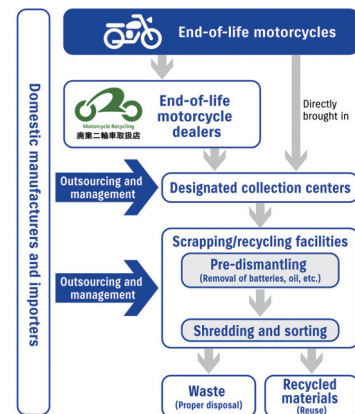 End-of-life motorcycles
Domestic manufacturers and importers
Motorcycle Recycling
廃棄二輪車取扱店
End-of-life
motorcycle
dealers
Directly
brought in
Outsourcing and
management
Designated collection centers
Scrapping/recycling facilities
Pre-dismantling
(Removal of batteries, oil, etc.)
Outsourcing and
management
Shredding and sorting
Waste
(Proper disposal)
Recycled
materials
(Reuse)